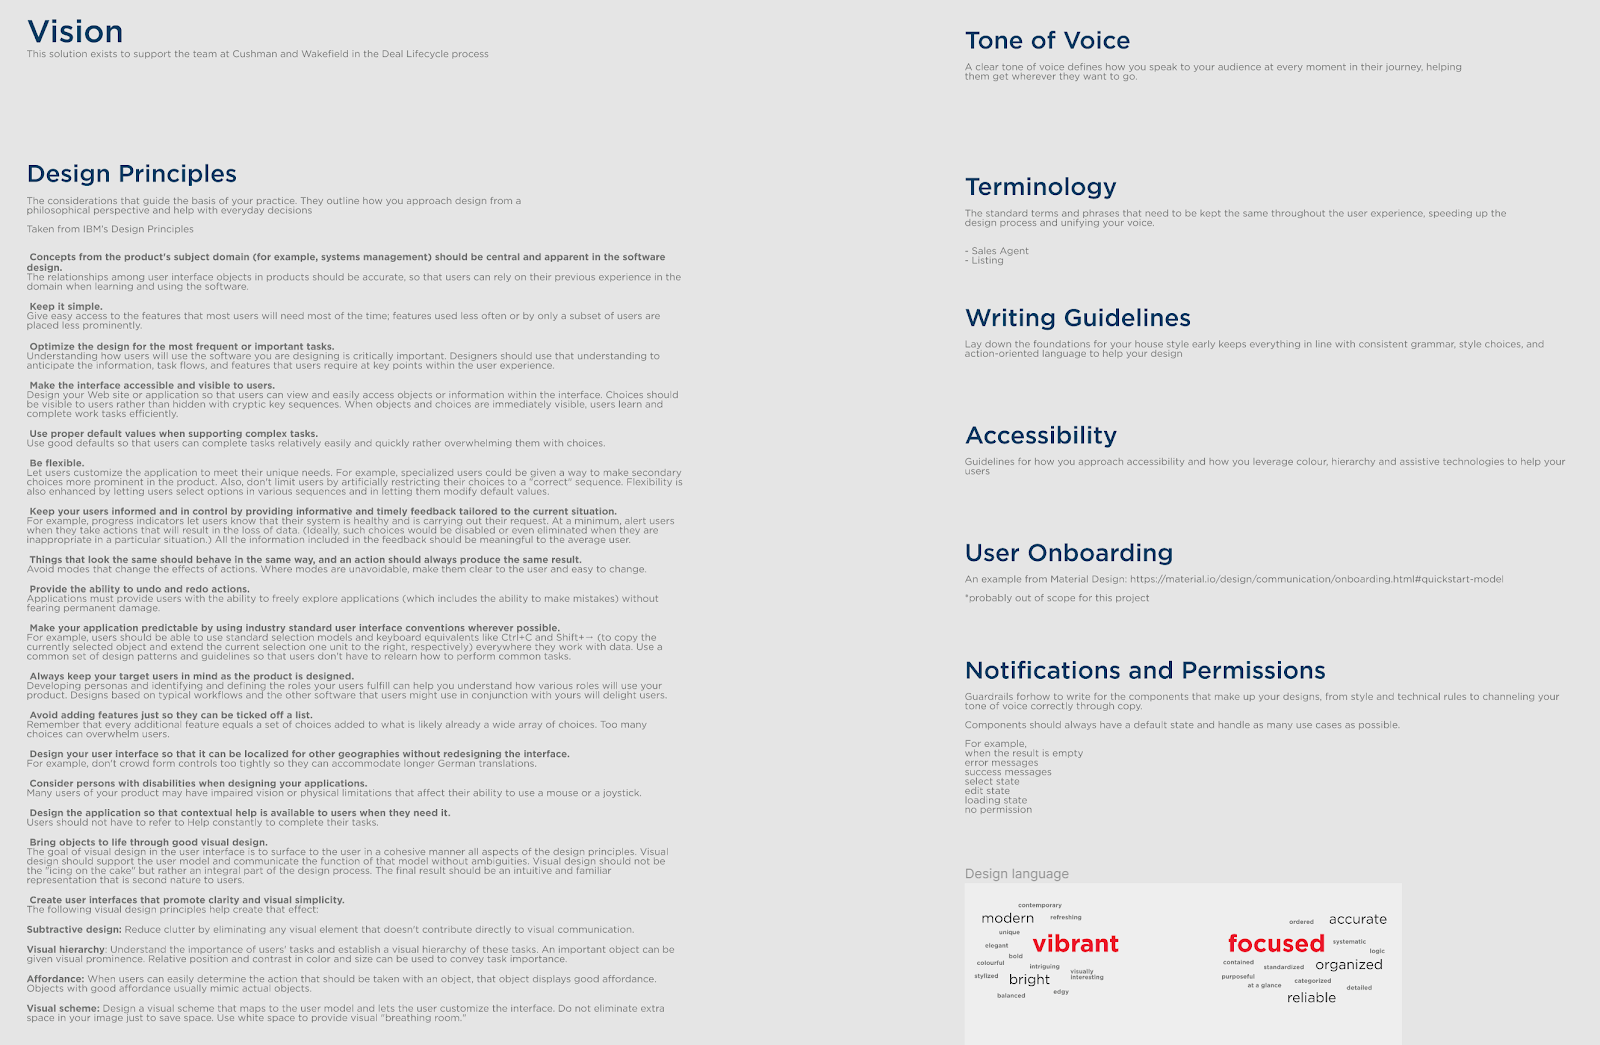 Vision
This solution exists to support the team at Cushman and Wakefield in the Deal Lifecycle process
Design Principles
The considerations that guide the basis of your practice. They outline how you approach design from a
philosophical perspective and help with everyday decisions
Taken from IBM's Design Principles
Concepts from the product's subject domain (for example, systems management) should be central and apparent in the software
design.
The relationships among user interface objects in products should be accurate, so that users can rely on their previous experience in the
domain when learning and using the software.
Keep it simple.
Give easy access to the features that most users will need most of the time; features used less often or by only a subset of users are
placed less prominently.
Optimize the design for the most frequent or important tasks.
Understanding how users will use the software you are designing is critically important. Designers should use that understanding to
anticipate the information, task flows, and features that users require at key points within the user experience.
Make the interface accessible and visible to users.
Design your Web site or application so that users can view and easily access objects or information within the interface. Choices should
be visible to users rather than hidden with cryptic key sequences. When objects and choices are immediately visible, users learn and
complete work tasks efficiently.
Use proper default values when supporting complex tasks.
Use good defaults so that users can complete tasks relatively easily and quickly rather overwhelming them with choices.
Be flexible.
Let users customize the application to meet their unique needs. For example, specialized users could be given a way to make secondary
choices more prominent in the product. Also, don't limit users by artificially restricting their choices to a "correct" sequence. Flexibility is
also enhanced by letting users select options in various sequences and in letting them modify default values.
Keep your users informed and in control by providing informative and timely feedback tailored to the current situation.
For example, progress indicators let users know that their system is healthy and is carrying out their request. At a minimum, alert users
when they take actions that will result in the loss of data. (Ideally, such choices would be disabled or even eliminated when they are
inappropriate in a particular situation.) All the information included in the feedback should be meaningful to the average user.
Things that look the same should behave in the same way, and an action should always produce the same result.
Avoid modes that change the effects of actions. Where modes are unavoidable, make them clear to the user and easy to change.
Provide the ability to undo and redo actions.
Applications must provide users with the ability to freely explore applications (which includes the ability to make mistakes) without
fearing permanent damage.
Make your application predictable by using industry standard user interface conventions wherever possible.
For example, users should be able to use standard selection models and keyboard equivalents like Ctrl+C and Shift+→ (to copy the
currently selected object and extend the current selection one unit to the right, respectively) everywhere they work with data. Use a
common set of design patterns and guidelines so that users don't have to relearn how to perform common tasks.
Always keep your target users in mind as the product is designed.
Developing personas and identifying and defining the roles your users fulfill can help you understand how various roles will use your
product. Designs based on typical workflows and the other software that users might use in conjunction with yours will delight users.
Avoid adding features just so they can be ticked off a list.
Remember that every additional feature equals a set of choices added to what is likely already a wide array of choices. Too many
choices can overwhelm users.
Design your user interface so that it can be localized for other geographies without redesigning the interface.
For example, don't crowd form controls too tightly so they can accommodate longer German translations.
Consider persons with disabilities when designing your applications.
Many users of your product may have impaired vision or physical limitations that affect their ability to use a mouse or a joystick.
Design the application so that contextual help is available to users when they need it.
Users should not have to refer to Help constantly to complete their tasks.
Bring objects to life through good visual design.
The goal of visual design in the user interface is to surface to the user in a cohesive manner all aspects of the design principles. Visual
design should support the user model and communicate the function of that model without ambiguities. Visual design should not be
the "icing on the cake" but rather an integral part of the design process. The final result should be an intuitive and familiar
representation that is second nature to users.
Create user interfaces that promote clarity and visual simplicity.
The following visual design principles help create that effect:
Subtractive design: Reduce clutter by eliminating any visual element that doesn't contribute directly to visual communication.
Visual hierarchy: Understand the importance of users' tasks and establish a visual hierarchy of these tasks. An important object can be
given visual prominence. Relative position and contrast in color and size can be used to convey task importance.
Affordance: When users can easily determine the action that should be taken with an object, that object displays good affordance.
Objects with good affordance usually mimic actual objects.
Visual scheme: Design a visual scheme that maps to the user model and lets the user customize the interface. Do not eliminate extra
space in your image just to save space. Use white space to provide visual "breathing room."
Tone of Voice
A clear tone of voice defines how you speak to your audience at every moment in their journey, helping
them get wherever they want to go.
Terminology
The standard terms and phrases that need to be kept the same throughout the user experience, speeding up the
design process and unifying your voice.
- Sales Agent
- Listing
Writing Guidelines
Lay down the foundations for your house style early keeps everything in line with consistent grammar, style choices, and
action-oriented language to help your design
Accessibility
Guidelines for how you approach accessibility and how you leverage colour, hierarchy and assistive technologies to help your
users
User Onboarding
An example from Material Design: https://material.io/design/communication/onboarding.html#quickstart-model
*probably out of scope for this project
Notifications and Permissions
Guardrails forhow to write for the components that make up your designs, from style and technical rules to channeling your
tone of voice correctly through copy.
Components should always have a default state and handle as many use cases as possible.
For example,
when the result is empty
error messages
success messages
select state
edit state
loading state
no permission
Design language
contemporary
modern
refreshing
unique
elegant
vibrant
bold
colourful
intriguing
stylized
bright
visually
interesting
balanced
edgy
ordered
accurate
focused
systematic
logic
contained
standardized
organized
purposeful
at a glance
categorized
detailed
reliable